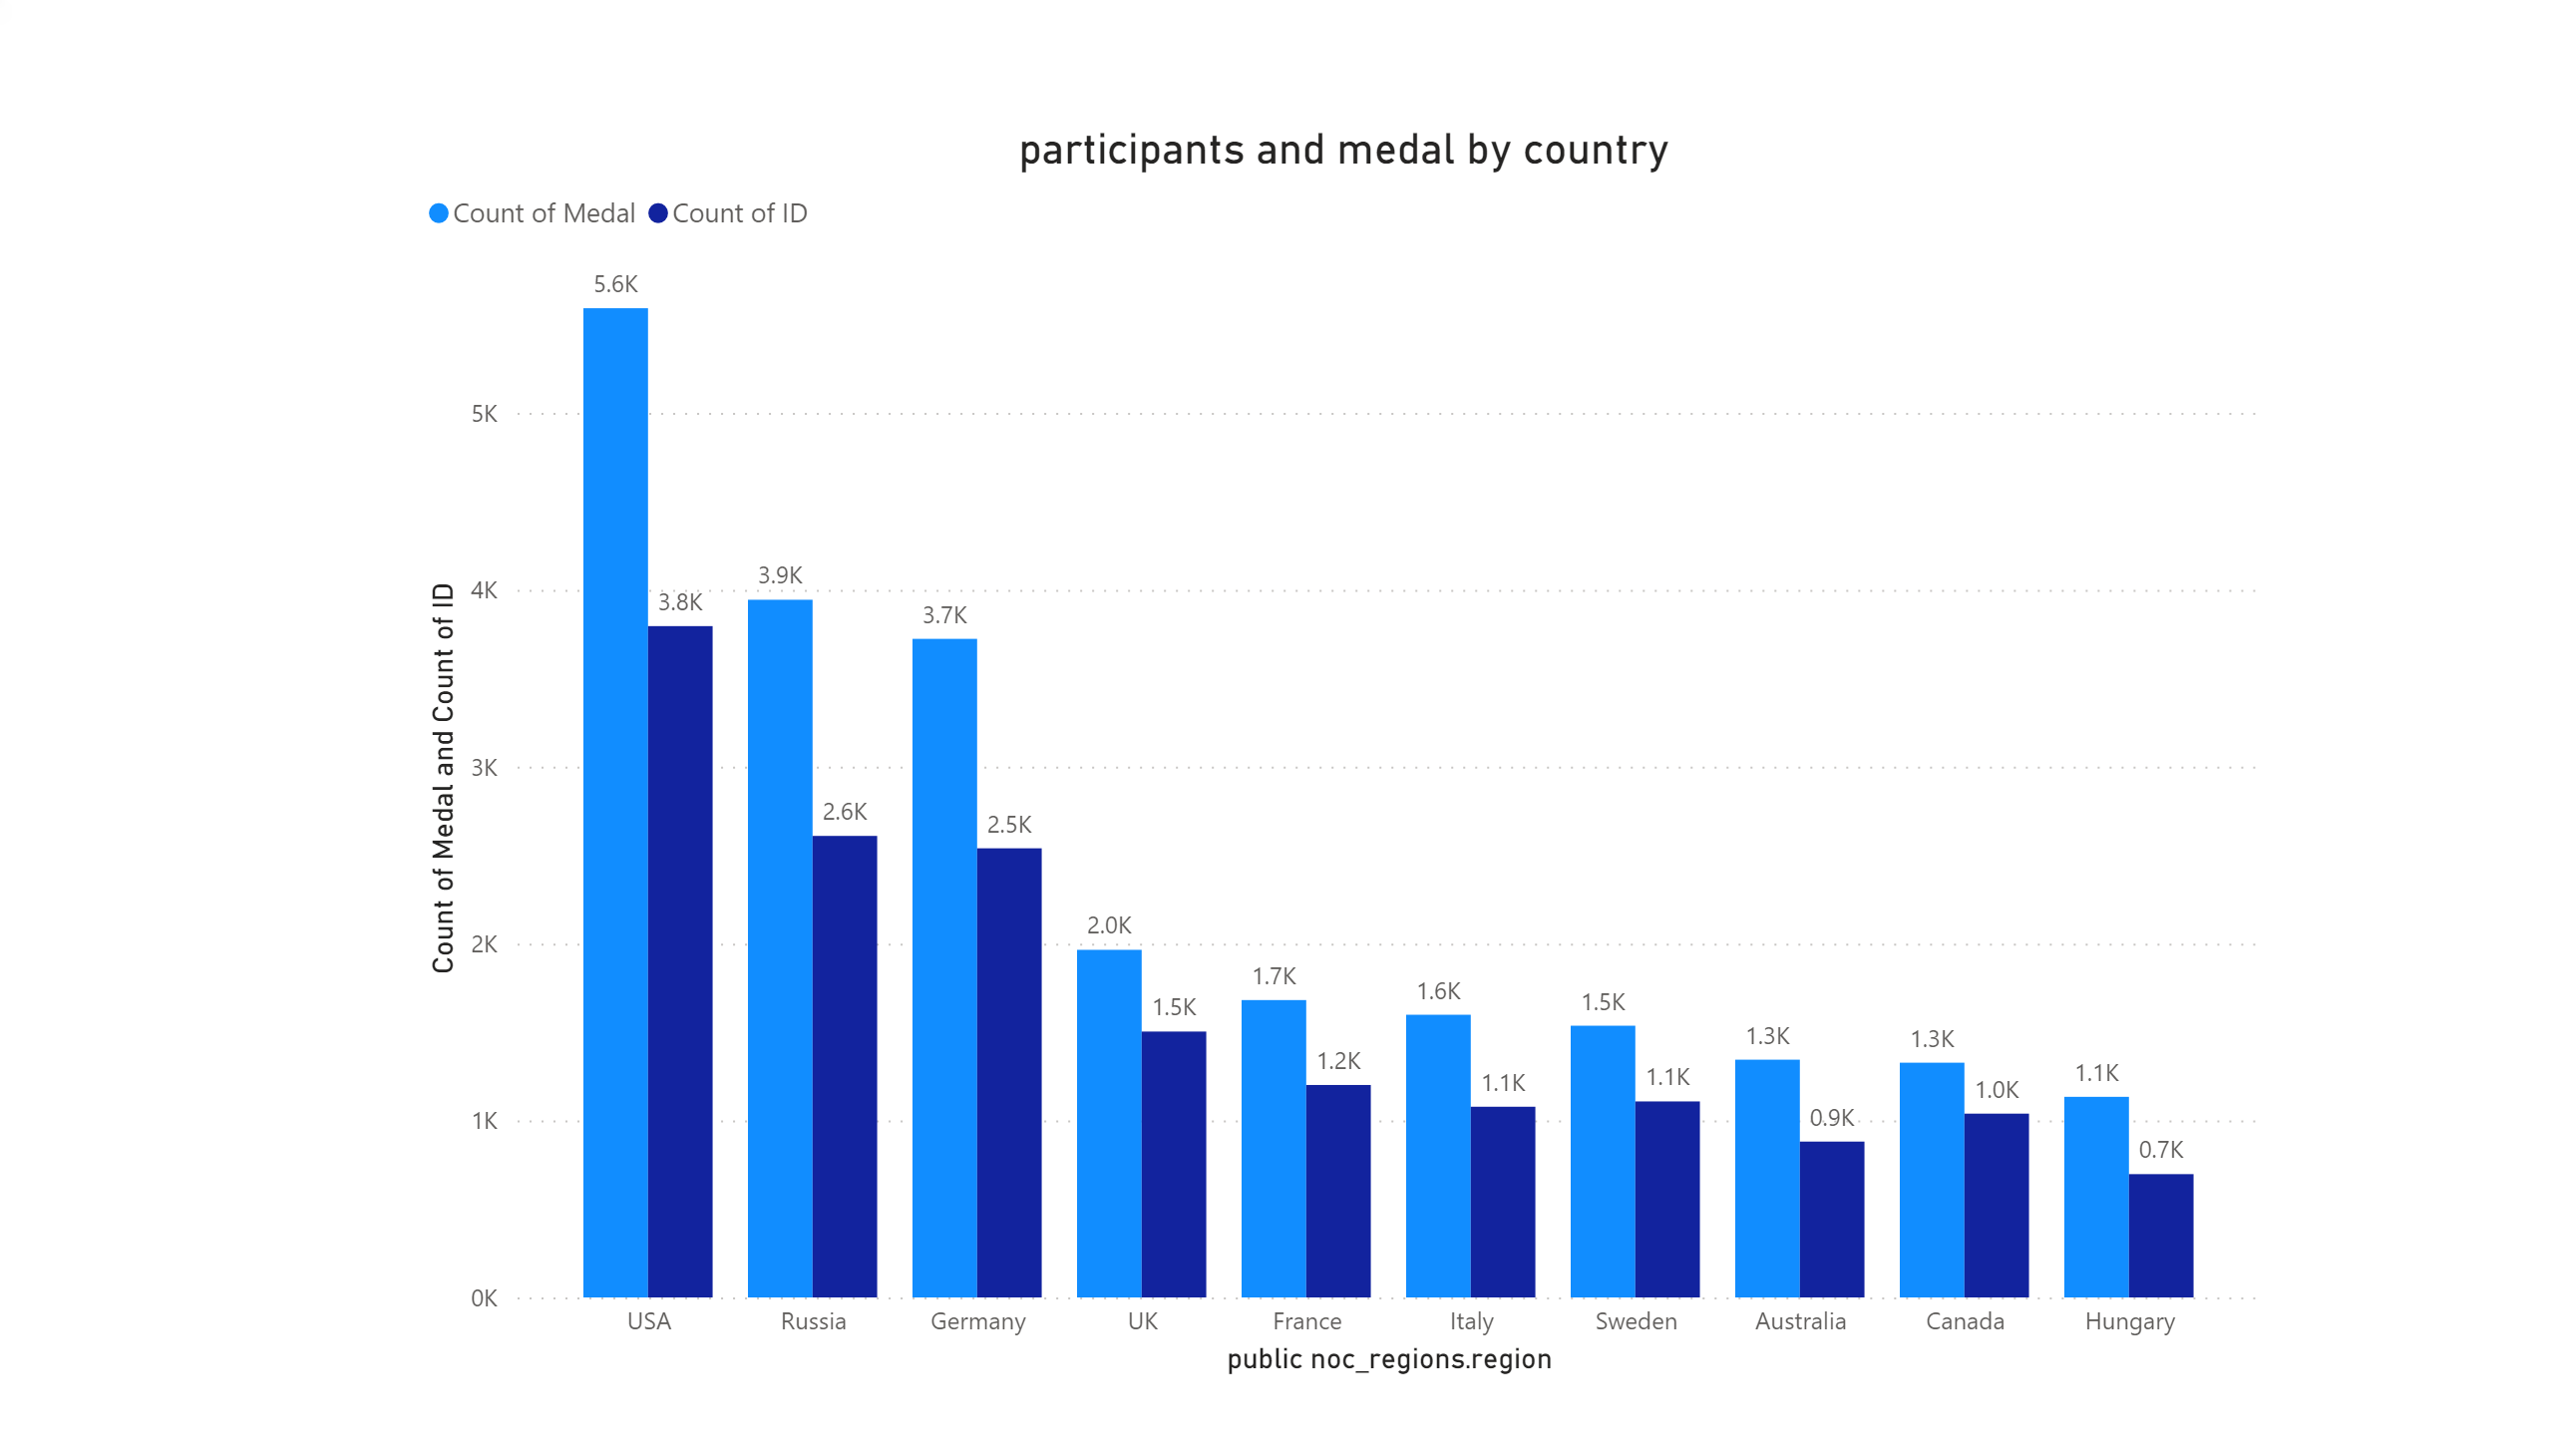 participants and medal by country
Count of Medal Count of ID
5.6K
5K
3.9K
4K
3.8K
3.7K
3K
2.6K
2.5K
2K
2.0K
1.7K
1.6K
1.5K
1.5K
1.3K
1.3K
1.2K
1.1K
1.1K
1.0K
1.1K
1K
0.9K
0.7K
0K
Count of Medal and Count of ID
USA Russia Germany UK France Italy Sweden Australia Canada Hungary
public noc_regions.region